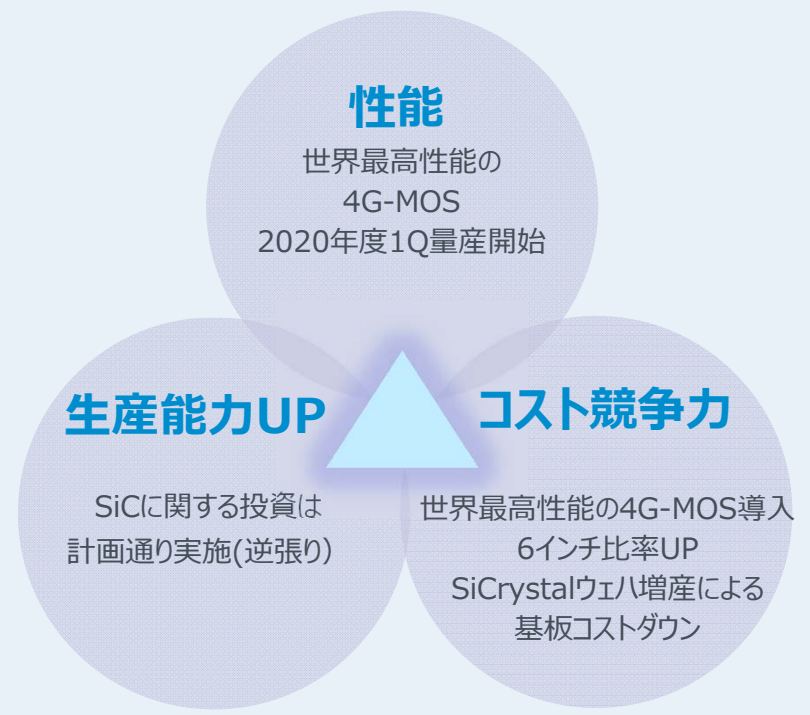 性能
世界最高性能の
4G-MOS
2020年度1Q量産開始
生産能力UP
SiCに関する投資は
計画通り実施(逆張り)
コスト競争力
世界最高性能の4G-MOS導入
6インチ比率UP
SiCrystalウェハ増産による
基板コストダウン